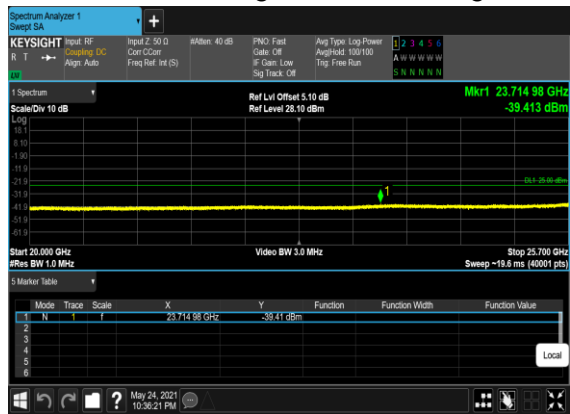 Spectrum Analyzer 1
Swept SA
KEYSIGHT Input: RF Input Z: 50 Ω #Atten: 40 dB PNO: Fast Avg Type: Log-Power 1 2 3 4 5 6
R T Coupling: DC Corr CCorr Gate: Off Avg|Hold: 100/100 A W W W W W
Align: Auto Freq Ref: Int (S) IF Gain: Low Trig: Free Run
Sig Track: Off S N N N N N
1 Spectrum Ref Lvl Offset 5.10 dB Mkr1 23.714 98 GHz
Scale/Div 10 dB Ref Level 28.10 dBm -39.413 dBm
Log
18.1
8.10
-1.90
-11.9
-21.9 DL1 -25.00 dBm
-31.9 1
-41.9
-51.9
-61.9
Start 20.000 GHz Video BW 3.0 MHz Stop 25.700 GHz
#Res BW 1.0 MHz Sweep ~19.6 ms (40001 pts)
5 Marker Table
Mode Trace Scale X Y Function Function Width Function Value
1 N 1 f 23.714 98 GHz -39.41 dBm
2
3
4
5
6
Local
? May 24, 2021
10:36:21 PM